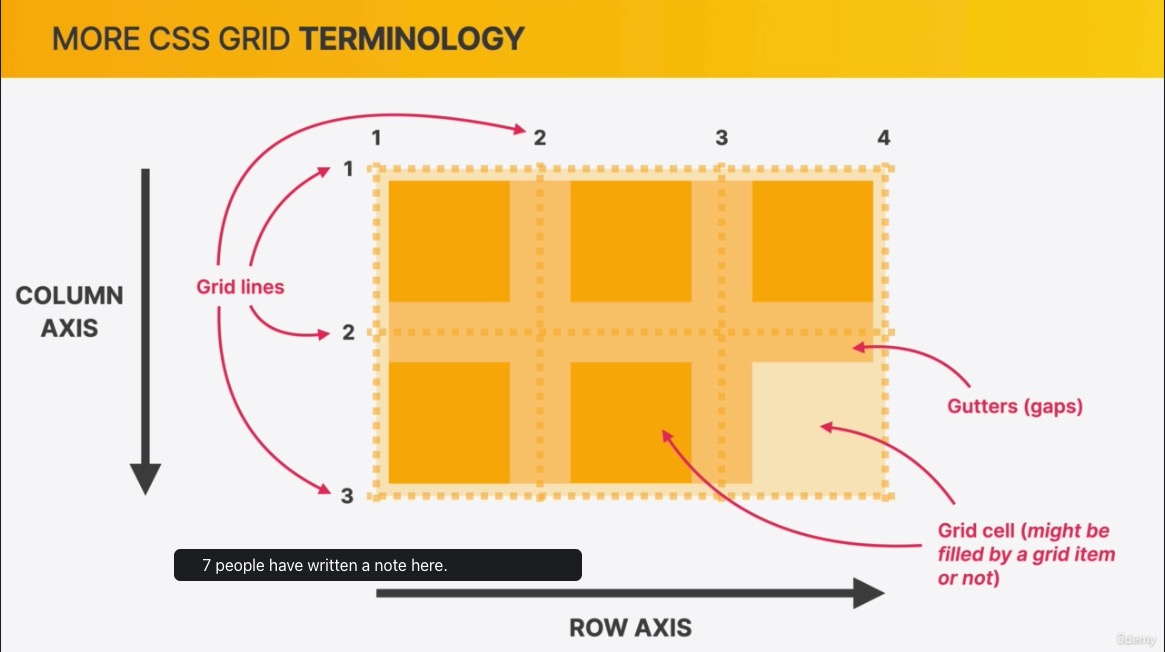 MORE CSS GRID TERMINOLOGY
1 2 3 4
1
Grid lines
COLUMN
AXIS
2
Gutters (gaps)
3
Grid cell (might be
filled by a grid item
or not)
7 people have written a note here.
ROW AXIS
ûdemy